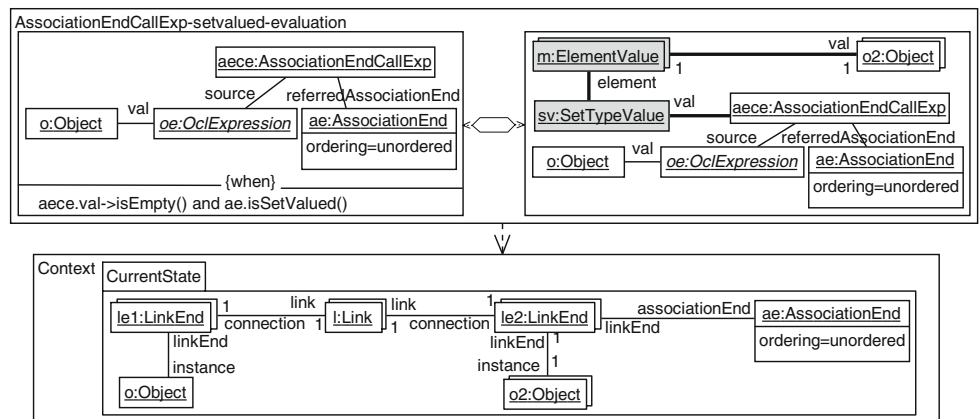 AssociationEndCallExp-setvalued-evaluation
aece:AssociationEndCallExp
source
referredAssociationEnd
o:Object
val
oe:OclExpression
ae:AssociationEnd
ordering=unordered
{when}
aece.val->isEmpty() and ae.isSetValued()
m:ElementValue
val
1
1
o2:Object
element
sv:SetTypeValue
val
aece:AssociationEndCallExp
source
referredAssociationEnd
o:Object
val
oe:OclExpression
ae:AssociationEnd
ordering=unordered
Context
CurrentState
le1:LinkEnd
1
link
connection
1
l:Link
link
1
1
connection
le2:LinkEnd
associationEnd
linkEnd
ae:AssociationEnd
ordering=unordered
linkEnd
instance
o:Object
linkEnd
1
instance
1
o2:Object